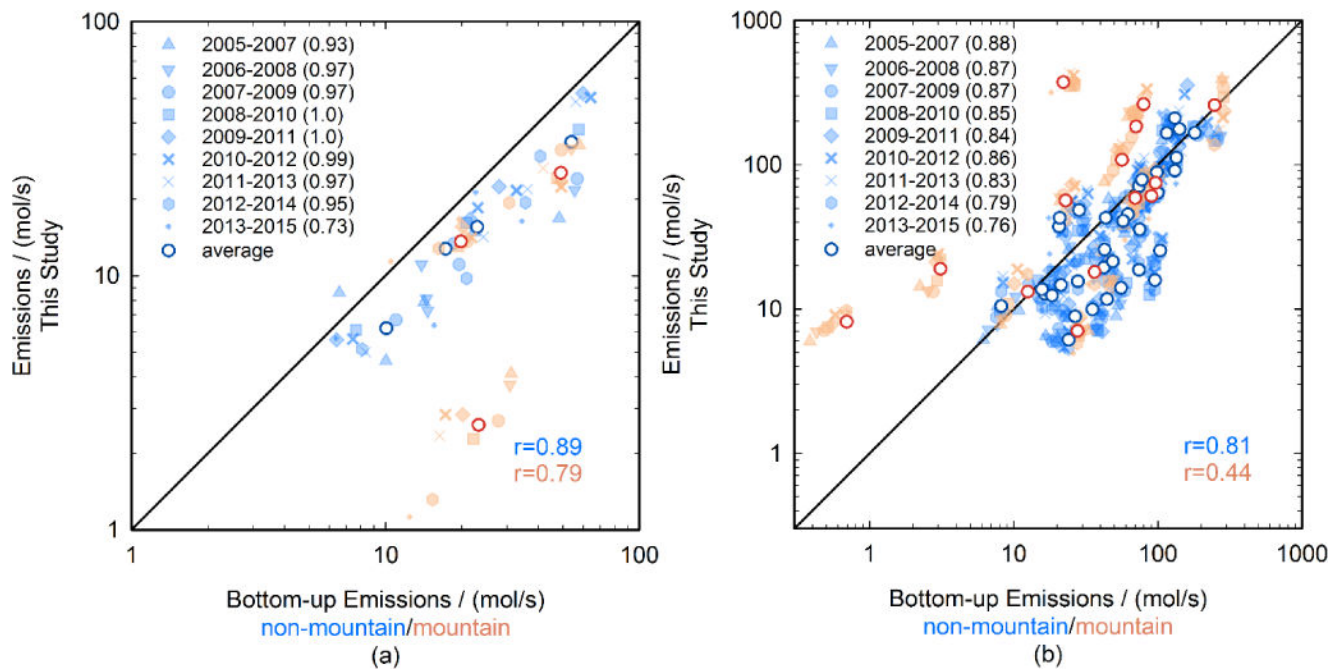 100
10
1
Emissions / (mol/s)
This Study
2005-2007 (0.93)
2006-2008 (0.97)
2007-2009 (0.97)
2008-2010 (1.0)
2009-2011 (1.0)
2010-2012 (0.99)
2011-2013 (0.97)
2012-2014 (0.95)
2013-2015 (0.73)
average
r=0.89
r=0.79
1 10 100
Bottom-up Emissions / (mol/s)
non-mountain/mountain
(a)
1000
100
10
1
Emissions / (mol/s)
This Study
2005-2007 (0.88)
2006-2008 (0.87)
2007-2009 (0.87)
2008-2010 (0.85)
2009-2011 (0.84)
2010-2012 (0.86)
2011-2013 (0.83)
2012-2014 (0.79)
2013-2015 (0.76)
average
r=0.81
r=0.44
1 10 100 1000
Bottom-up Emissions / (mol/s)
non-mountain/mountain
(b)